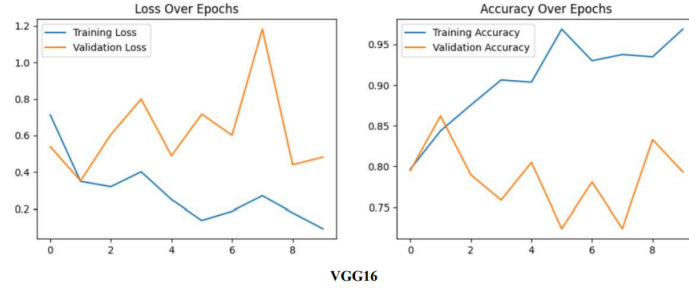 Loss Over Epochs
Training Loss
Validation Loss
1.2
1.0
0.8
0.6
0.4
0.2
0 2 4 6 8
Accuracy Over Epochs
Training Accuracy
Validation Accuracy
0.95
0.90
0.85
0.80
0.75
0 2 4 6 8
VGG16